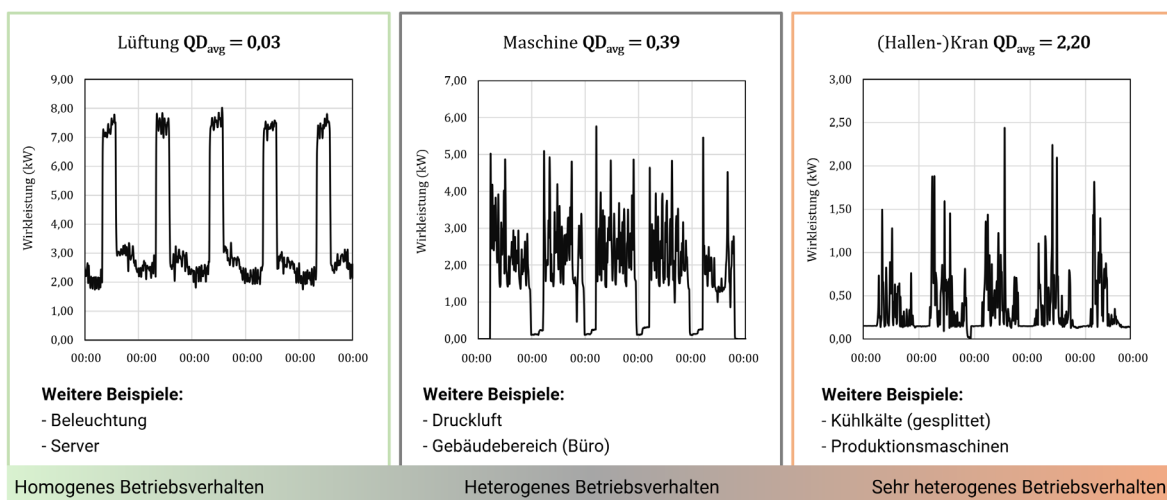 Lüftung QDavg = 0,03
Wirkleistung (kW)
9,00
8,00
7,00
6,00
5,00
4,00
3,00
2,00
1,00
0,00
00:00 00:00 00:00 00:00 00:00 00:00
Weitere Beispiele:
- Beleuchtung
- Server
Maschine QDavg = 0,39
Wirkleistung (kW)
7,00
6,00
5,00
4,00
3,00
2,00
1,00
0,00
00:00 00:00 00:00 00:00 00:00 00:00
Weitere Beispiele:
- Druckluft
- Gebäudebereich (Büro)
(Hallen-)Kran QDavg = 2,20
Wirkleistung (kW)
3,00
2,50
2,00
1,50
1,00
0,50
0,00
00:00 00:00 00:00 00:00 00:00 00:00
Weitere Beispiele:
- Kühlkälte (gesplittet)
- Produktionsmaschinen
Homogenes Betriebsverhalten
Heterogenes Betriebsverhalten
Sehr heterogenes Betriebsverhalten